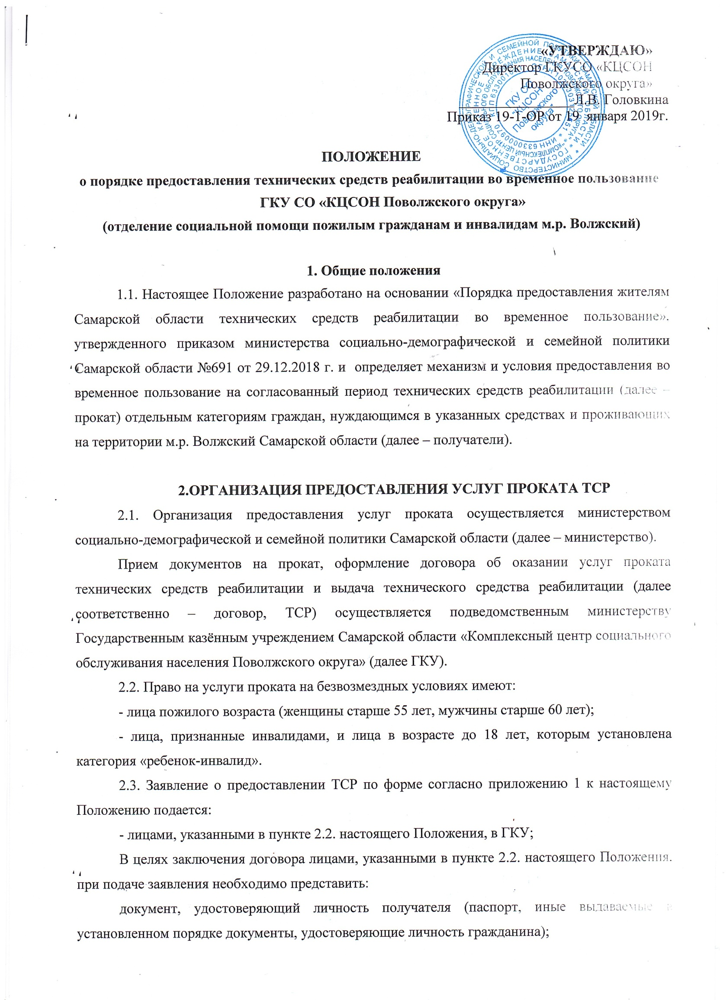 «УТВЕРЖДАЮ»
Директор ГКУСО «КЦСОН
Поволжского округа»
Л.В. Головкина
Приказ 19-1-ОР от 19 января 2019г.
ГКУ СО
"КЦСОН
Поволжского
округа"
ПОЛОЖЕНИЕ
о порядке предоставления технических средств реабилитации во временное пользование
ГКУ СО «КЦСОН Поволжского округа»
(отделение социальной помощи пожилым гражданам и инвалидам м.р. Волжский)
1. Общие положения
1.1. Настоящее Положение разработано на основании «Порядка предоставления жителям
Самарской области технических средств реабилитации во временное пользование».
утвержденного приказом министерства социально-демографической и семейной политики
Самарской области №691 от 29.12.2018 г. и определяет механизм и условия предоставления во
временное пользование на согласованный период технических средств реабилитации (далее –
прокат) отдельным категориям граждан, нуждающимся в указанных средствах и проживающих
на территории м.р. Волжский Самарской области (далее – получатели).
2.ОРГАНИЗАЦИЯ ПРЕДОСТАВЛЕНИЯ УСЛУГ ПРОКАТА ТСР
2.1. Организация предоставления услуг проката осуществляется министерством
социально-демографической и семейной политики Самарской области (далее – министерство).
Прием документов на прокат, оформление договора об оказании услуг проката
технических средств реабилитации и выдача технического средства реабилитации (далее
соответственно – договор, ТСР) осуществляется подведомственным министерству
Государственным казённым учреждением Самарской области «Комплексный центр социального
обслуживания населения Поволжского округа» (далее ГКУ).
2.2. Право на услуги проката на безвозмездных условиях имеют:
- лица пожилого возраста (женщины старше 55 лет, мужчины старше 60 лет);
- лица, признанные инвалидами, и лица в возрасте до 18 лет, которым установлена
категория «ребенок-инвалид».
2.3. Заявление о предоставлении ТСР по форме согласно приложению 1 к настоящему
Положению подается:
- лицами, указанными в пункте 2.2. настоящего Положения, в ГКУ;
В целях заключения договора лицами, указанными в пункте 2.2. настоящего Положения.
при подаче заявления необходимо представить:
документ, удостоверяющий личность получателя (паспорт, иные выдаваемые в
установленном порядке документы, удостоверяющие личность гражданина);